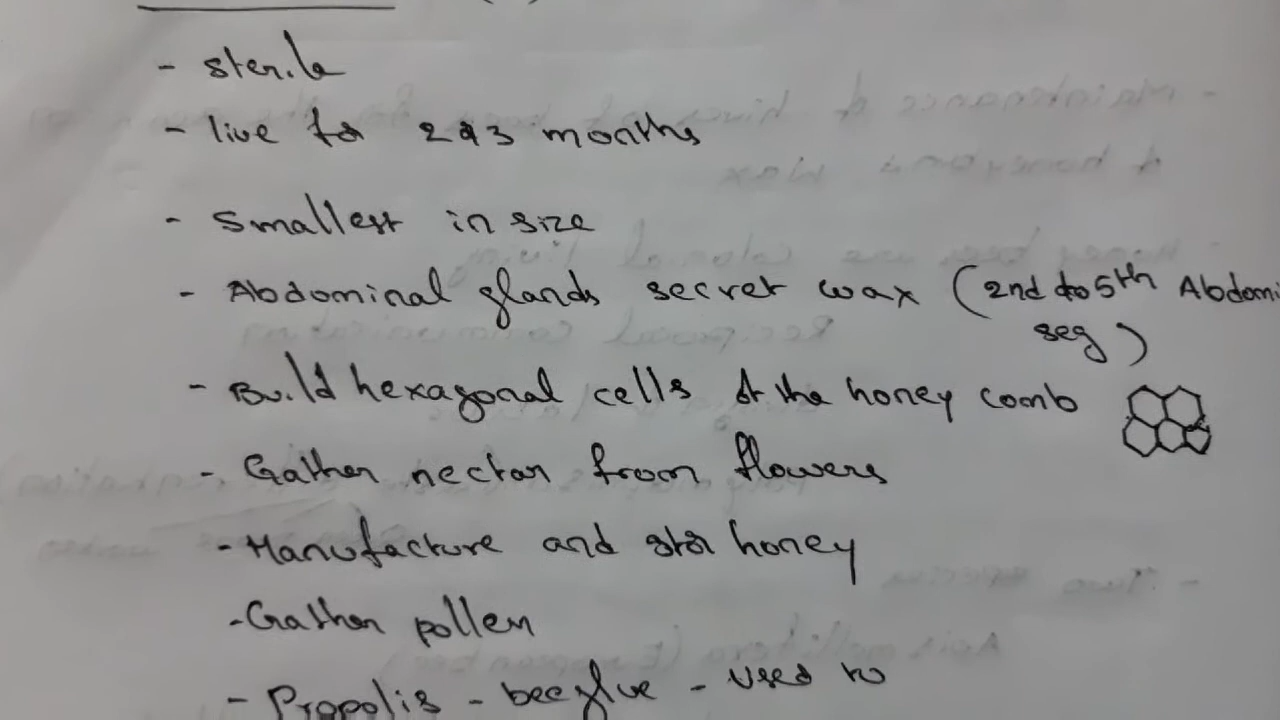 - sterile
- live for 2 or 3 months
- Smallest in size
- Abdominal glands secret wax (2nd to 5th Abdomi
seg)
- Build hexagonal cells of the honey comb
- Gather nectar from flowers
- Manufacture and stor honey
- Gather pollen
- Propolis - bee glue - used to